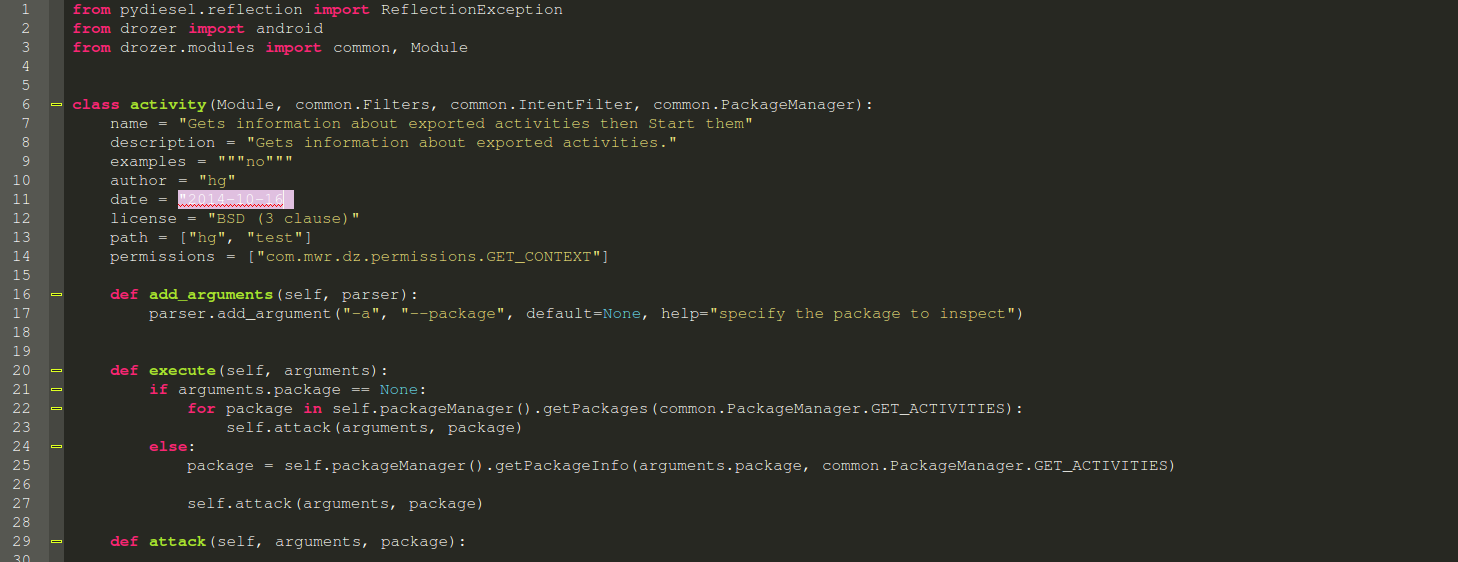 1 from pydiesel.reflection import ReflectionException
2 from drozer import android
3 from drozer.modules import common, Module
4
5
6 class activity(Module, common.Filters, common.IntentFilter, common.PackageManager):
7     name = "Gets information about exported activities then Start them"
8     description = "Gets information about exported activities."
9     examples = """no"""
10     author = "hg"
11     date = "2014-10-16
12     license = "BSD (3 clause)"
13     path = ["hg", "test"]
14     permissions = ["com.mwr.dz.permissions.GET_CONTEXT"]
15
16     def add_arguments(self, parser):
17         parser.add_argument("-a", "--package", default=None, help="specify the package to inspect")
18
19
20     def execute(self, arguments):
21         if arguments.package == None:
22             for package in self.packageManager().getPackages(common.PackageManager.GET_ACTIVITIES):
23                 self.attack(arguments, package)
24         else:
25             package = self.packageManager().getPackageInfo(arguments.package, common.PackageManager.GET_ACTIVITIES)
26
27             self.attack(arguments, package)
28
29     def attack(self, arguments, package):
30